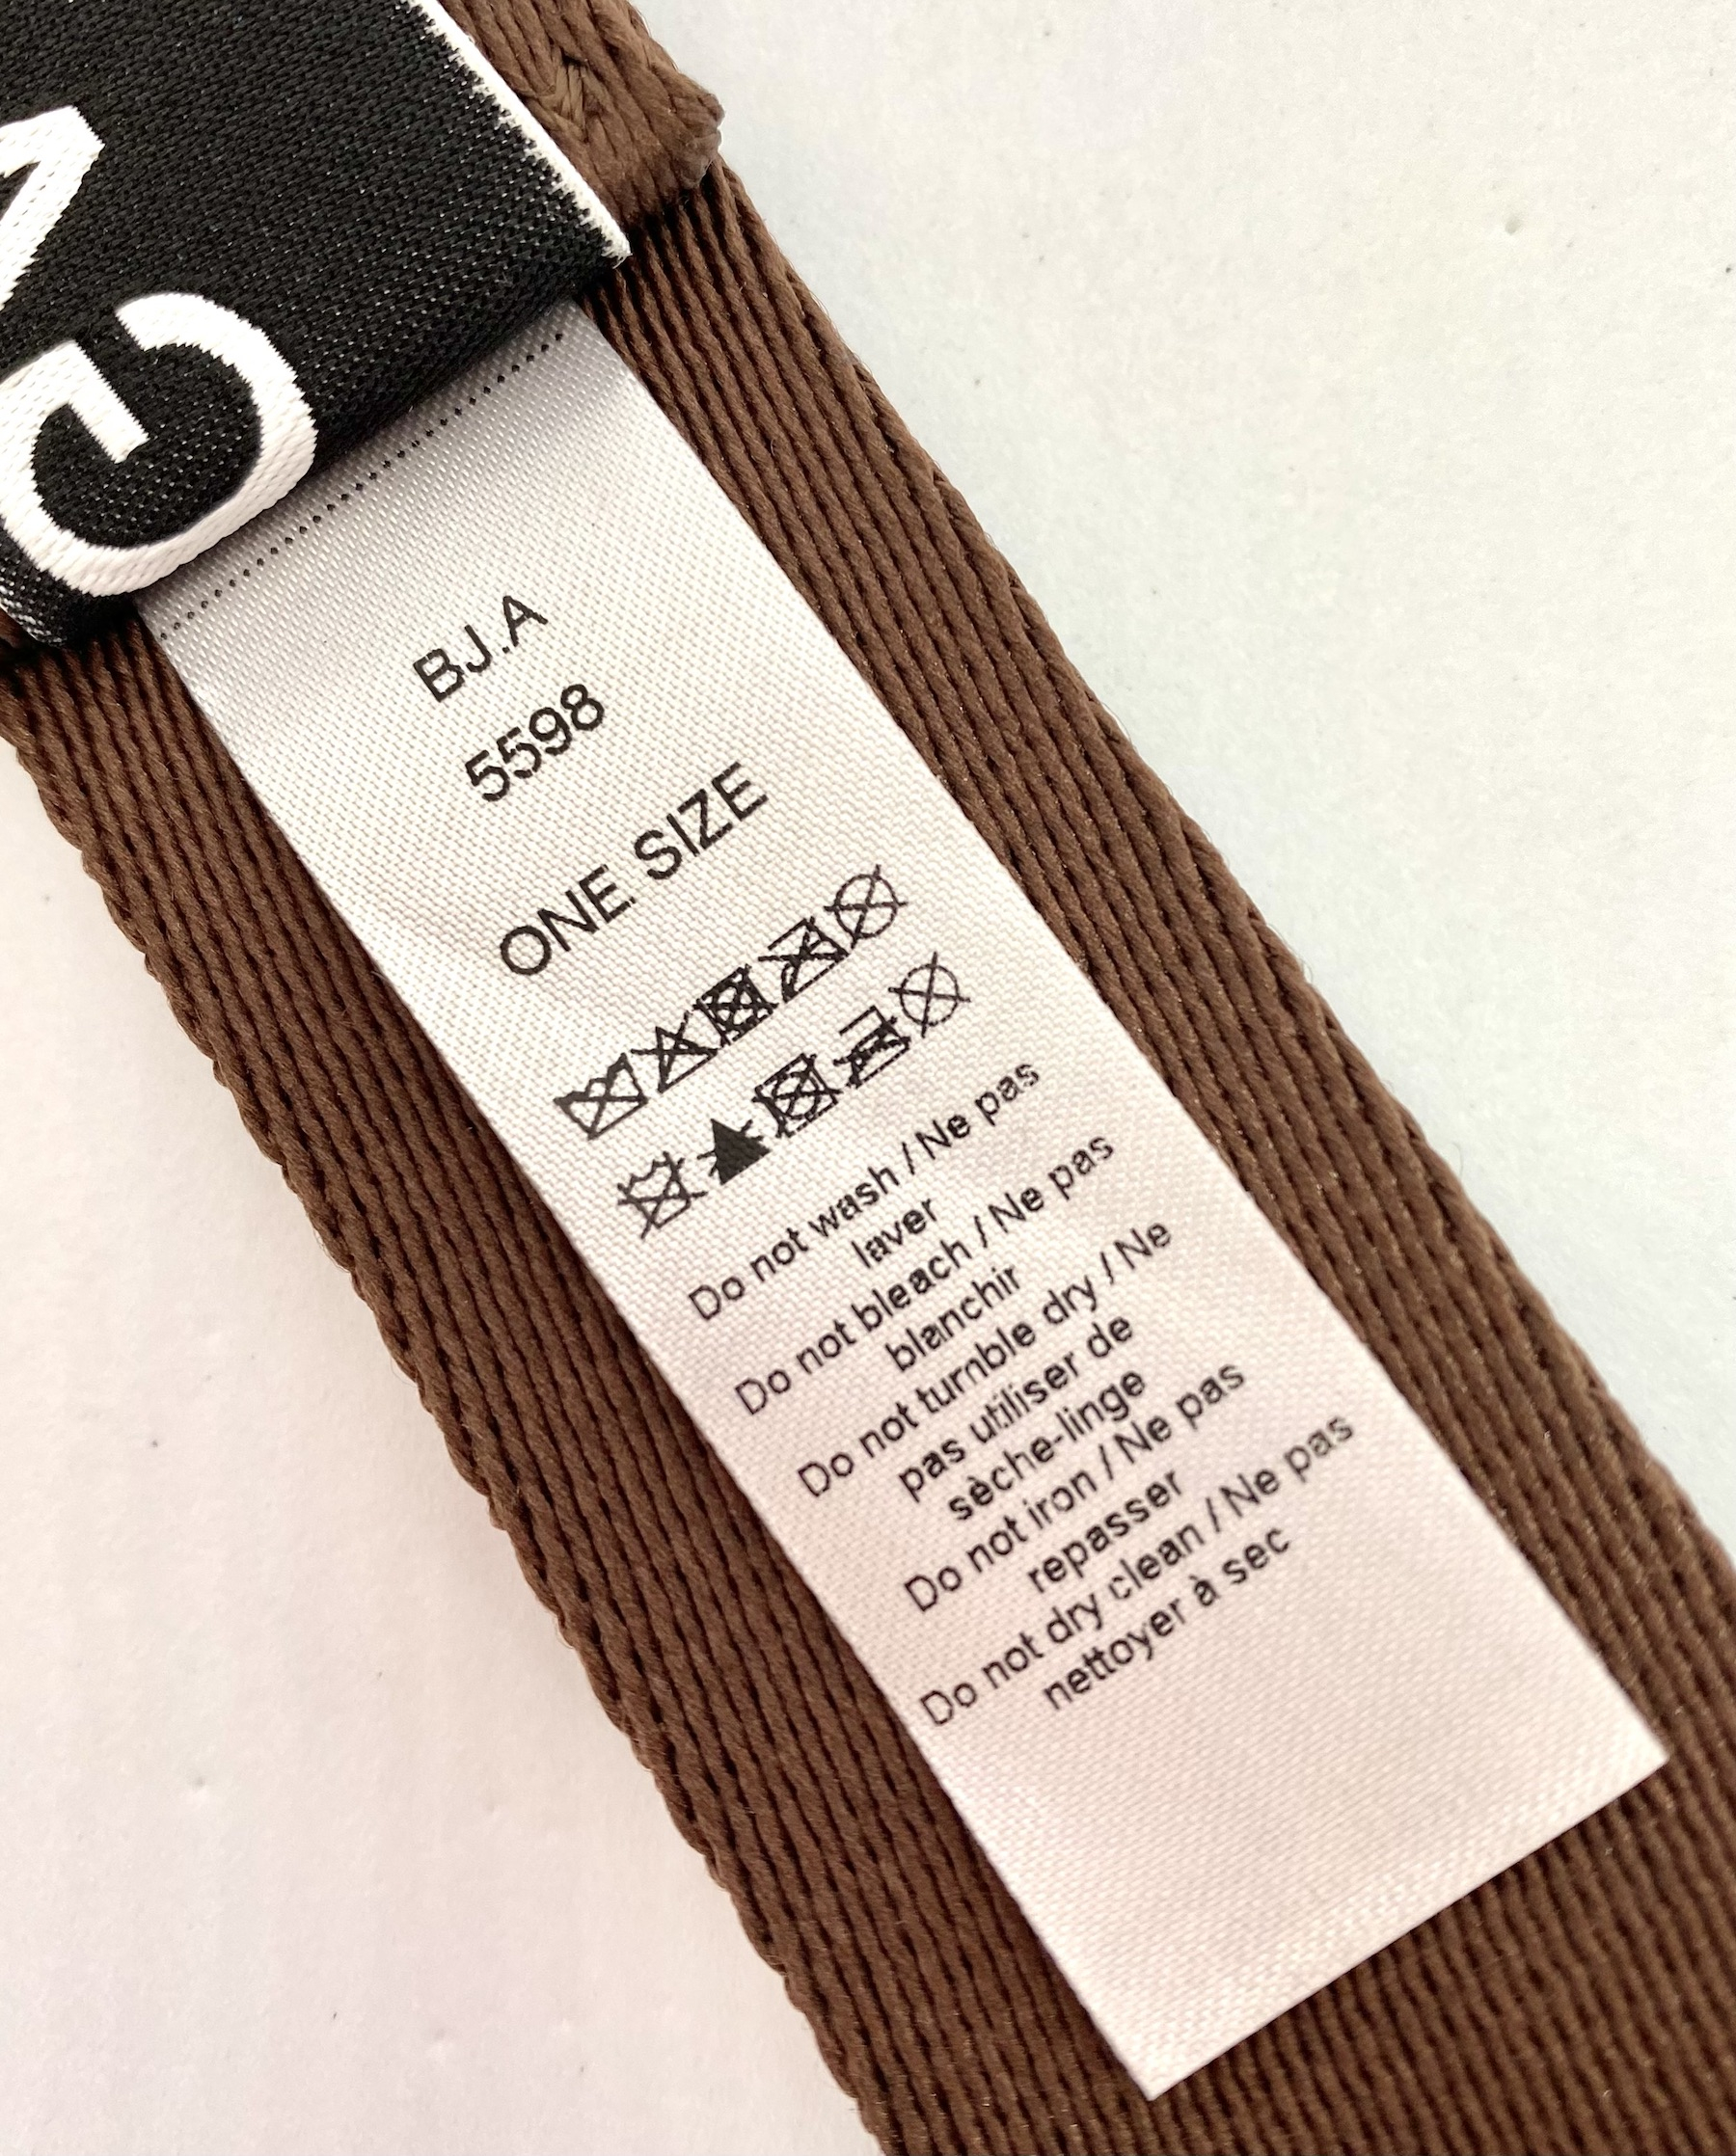 G
BJ.A
5598
ONE SIZE
Do not wash / Ne pas
laver
Do not bleach / Ne pas
blanchir
Do not turnble dry / Ne
pas utiliser de
sèche-linge
Do not iron / Ne pas
repasser
Do not dry clean / Ne pas
nettoyer à sec